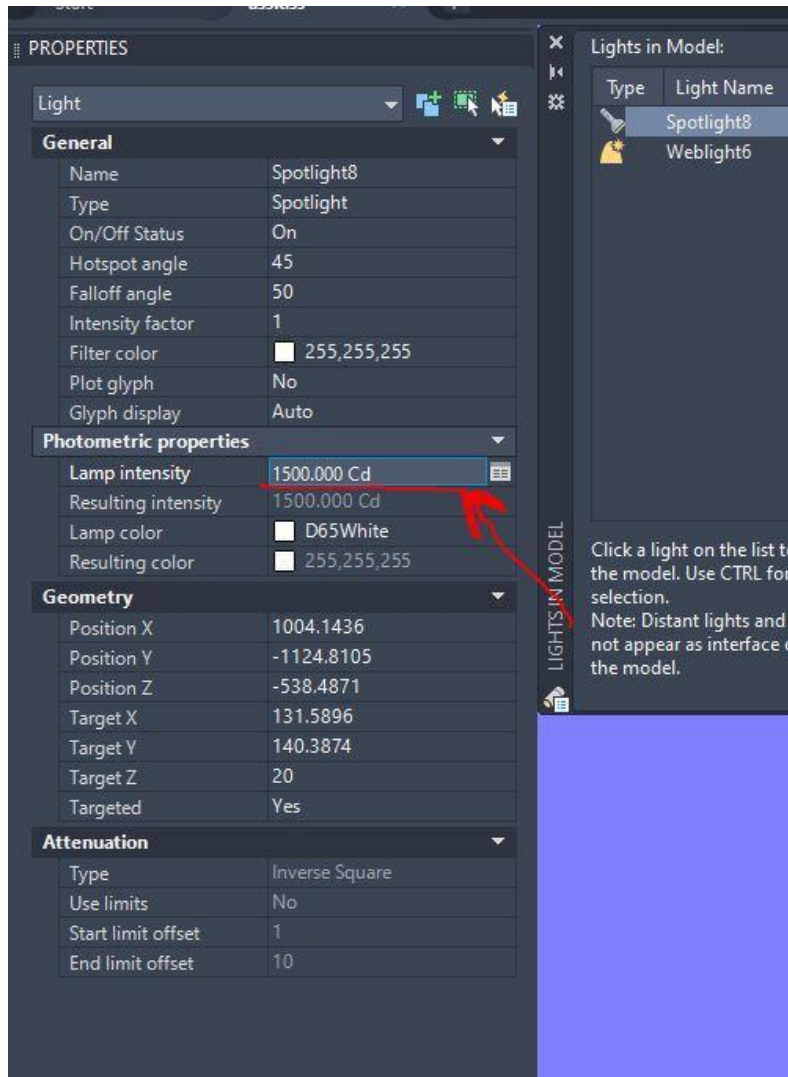 PROPERTIES
Light
General
Name Spotlight8
Type Spotlight
On/Off Status On
Hotspot angle 45
Falloff angle 50
Intensity factor 1
Filter color 255,255,255
Plot glyph No
Glyph display Auto
Photometric properties
Lamp intensity 1500.000 Cd
Resulting intensity 1500.000 Cd
Lamp color D65White
Resulting color 255,255,255
Geometry
Position X 1004.1436
Position Y -1124.8105
Position Z -538.4871
Target X 131.5896
Target Y 140.3874
Target Z 20
Targeted Yes
Attenuation
Type Inverse Square
Use limits No
Start limit offset 1
End limit offset 10
LIGHTS IN MODEL
Lights in Model:
Type Light Name
Spotlight8
Weblight6
Click a light on the list t
the model. Use CTRL for
selection.
Note: Distant lights and
not appear as interface
the model.